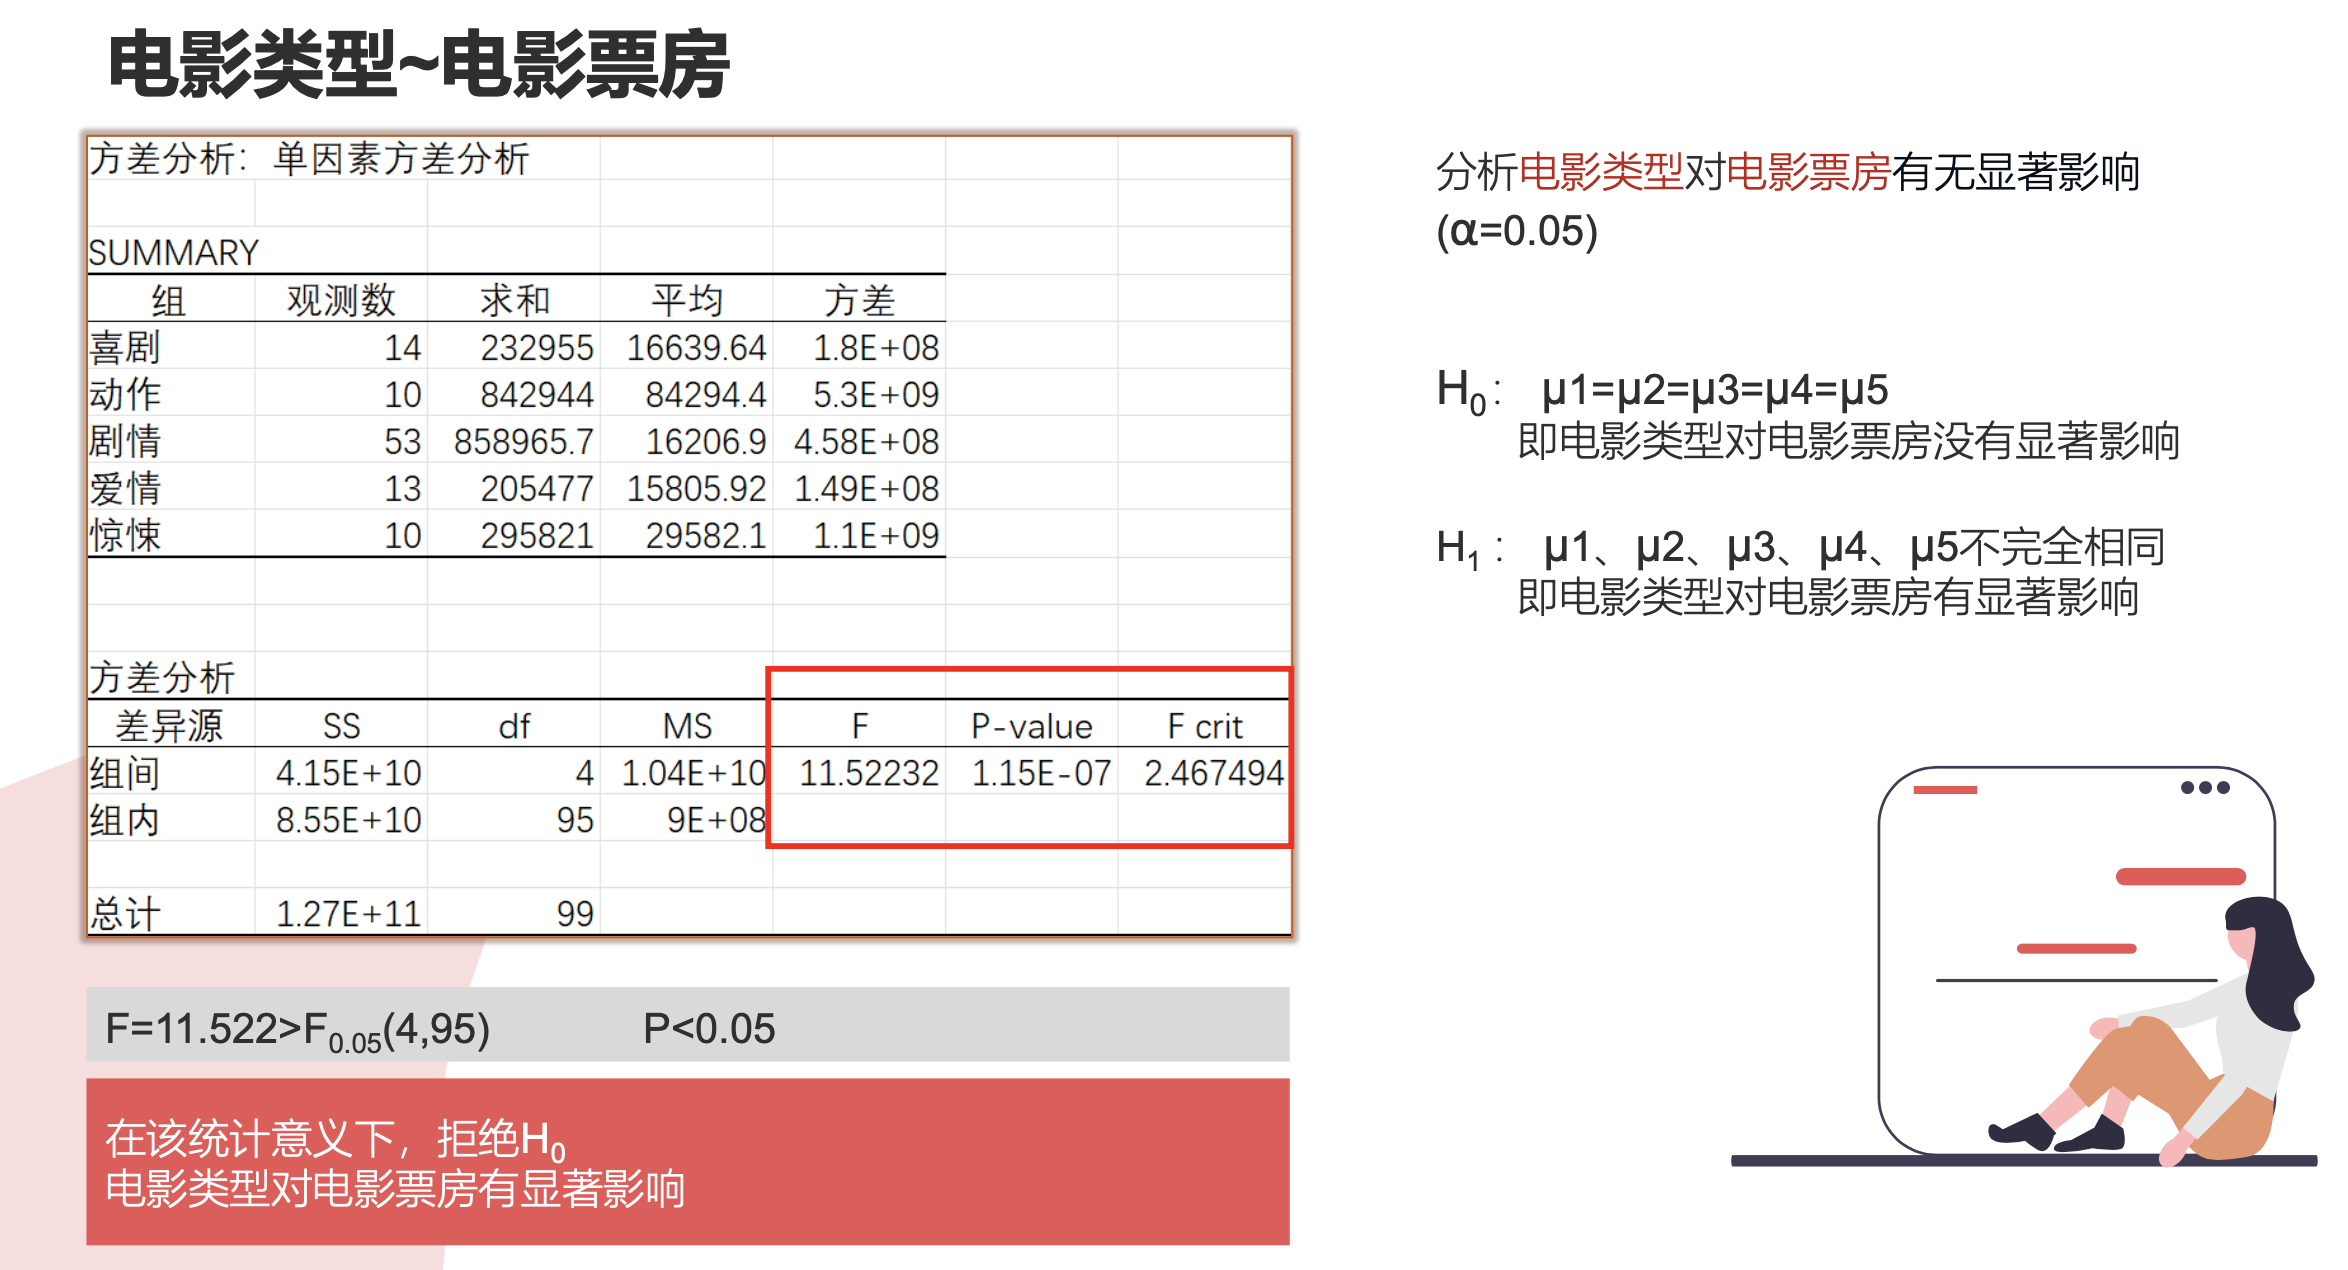 电影类型~电影票房
方差分析：单因素方差分析
SUMMARY
组 观测数 求和 平均 方差
喜剧 14 232955 16639.64 1.8E+08
动作 10 842944 84294.4 5.3E+09
剧情 53 858965.7 16206.9 4.58E+08
爱情 13 205477 15805.92 1.49E+08
惊悚 10 295821 29582.1 1.1E+09
方差分析
差异源 SS df MS F P-value F crit
组间 4.15E+10 4 1.04E+10 11.52232 1.15E-07 2.467494
组内 8.55E+10 95 9E+08
总计 1.27E+11 99
F=11.522>F0.05(4,95) P<0.05
在该统计意义下，拒绝H0
电影类型对电影票房有显著影响
分析电影类型对电影票房有无显著影响
(α=0.05)
H0： μ1=μ2=μ3=μ4=μ5
即电影类型对电影票房没有显著影响
H1： μ1、μ2、μ3、μ4、μ5不完全相同
即电影类型对电影票房有显著影响